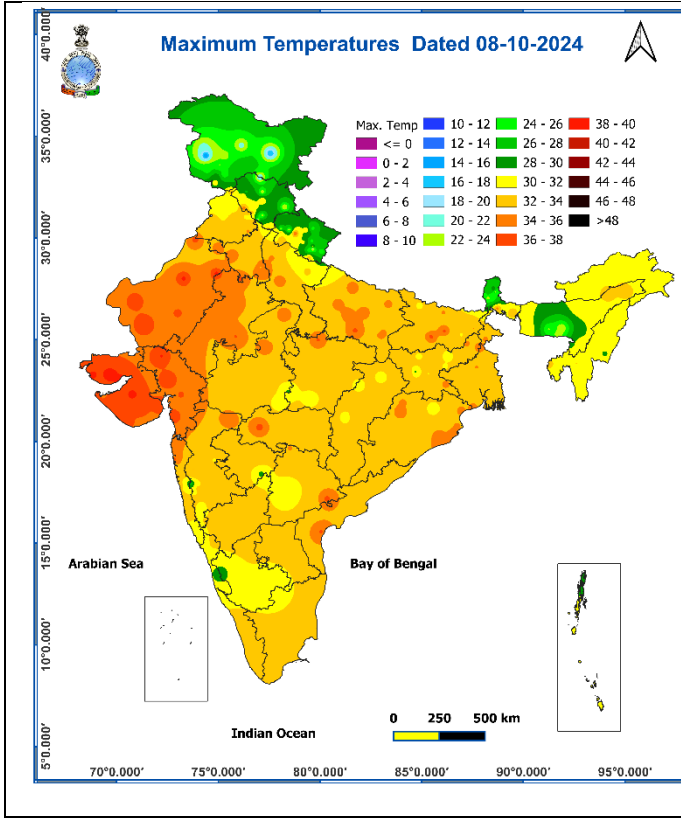 Maximum Temperatures Dated 08-10-2024
Max. Temp
<= 0
0 - 2
2 - 4
4 - 6
6 - 8
8 - 10
10 - 12
12 - 14
14 - 16
16 - 18
18 - 20
20 - 22
22 - 24
24 - 26
26 - 28
28 - 30
30 - 32
32 - 34
34 - 36
36 - 38
38 - 40
40 - 42
42 - 44
44 - 46
46 - 48
>48
40°0.000'
35°0.000'
30°0.000'
25°0.000'
20°0.000'
15°0.000'
10°0.000'
5°0.000'
Arabian Sea
Bay of Bengal
Indian Ocean
0 250 500 km
70°0.000' 75°0.000' 80°0.000' 85°0.000' 90°0.000' 95°0.000'